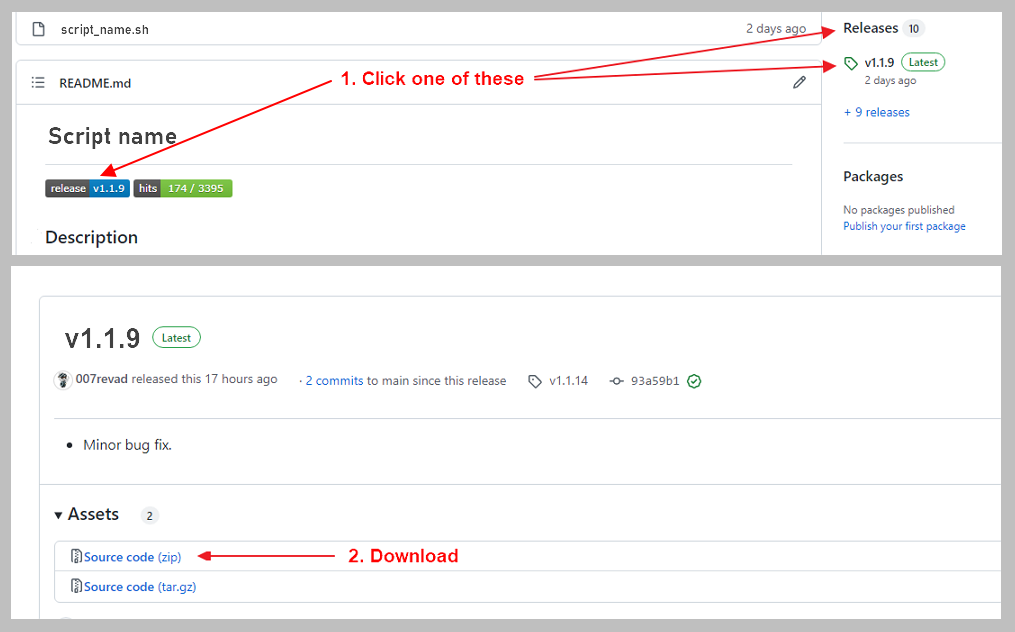 script_name.sh 2 days ago
Releases 10
v1.1.9 Latest
2 days ago
+ 9 releases
1. Click one of these
README.md
Script name
release v1.1.9 hits 174 / 3395
Description
Packages
No packages published
Publish your first package
v1.1.9 Latest
007revad released this 17 hours ago · 2 commits to main since this release v1.1.14 93a59b1
• Minor bug fix.
Assets 2
Source code (zip)
2. Download
Source code (tar.gz)